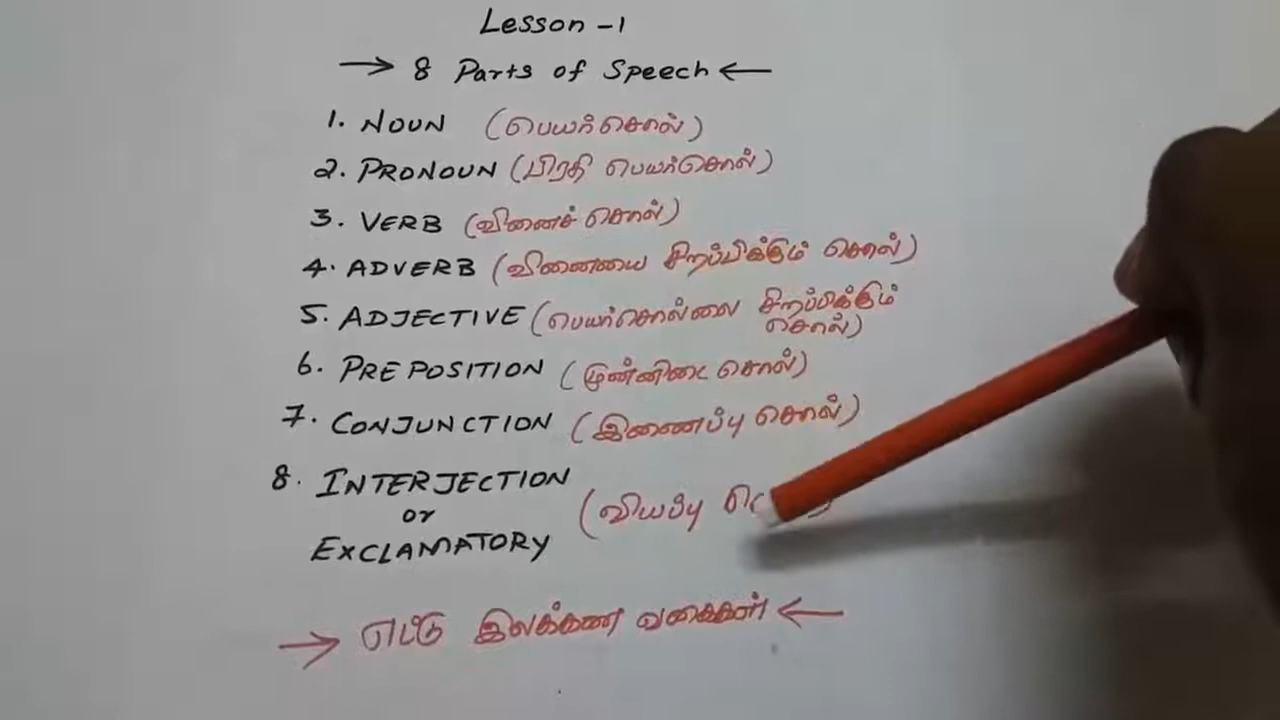 Lesson -1
→ 8 Parts of Speech ←
1. NOUN (பெயர்சொல்)
2. PRONOUN (பிரதி பெயர்சொல்)
3. VERB (வினைச் சொல்)
4. ADVERB (வினையை சிறப்பிக்கும் சொல்)
5. ADJECTIVE (பெயர்சொல்லை சிறப்பிக்கும்
சொல்)
6. PREPOSITION (முன்னிடை சொல்)
7. CONJUNCTION (இணைப்பு சொல்)
8. INTERJECTION
or
EXCLAMATORY
(வியப்பு
→ எட்டு இலக்கண வகைகள் ←